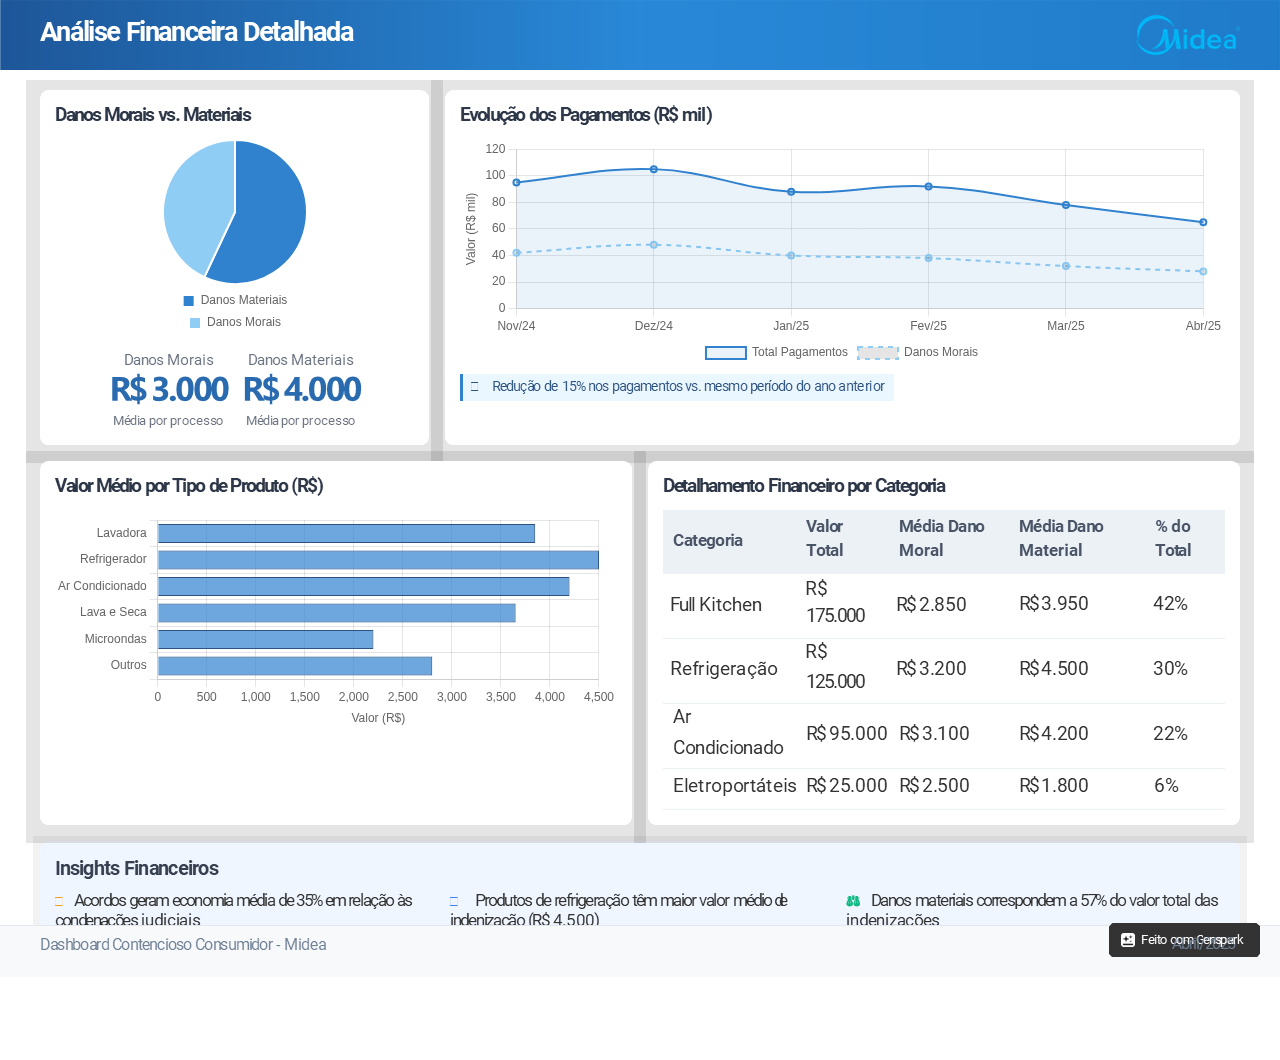 Análise Financeira Detalhada
Midea
Danos Morais vs. Materiais
Danos Materiais
Danos Morais
Danos Morais
Danos Materiais
R$ 3.000
R$ 4.000
Média por processo
Média por processo
Evolução dos Pagamentos (R$ mil)
Valor (R$ mil)
120
100
80
60
40
20
0
Nov/24
Dez/24
Jan/25
Fev/25
Mar/25
Abr/25
Total Pagamentos
Danos Morais
Redução de 15% nos pagamentos vs. mesmo período do ano anterior
Valor Médio por Tipo de Produto (R$)
Lavadora
Refrigerador
Ar Condicionado
Lava e Seca
Microondas
Outros
0
500
1,000
1,500
2,000
2,500
3,000
3,500
4,000
4,500
Valor (R$)
Detalhamento Financeiro por Categoria
Categoria
Valor
Total
Média Dano
Moral
Média Dano
Material
% do
Total
Full Kitchen
R$
175.000
R$ 2.850
R$ 3.950
42%
Refrigeração
R$
125.000
R$ 3.200
R$ 4.500
30%
Ar
Condicionado
R$ 95.000
R$ 3.100
R$ 4.200
22%
Eletroportáteis
R$ 25.000
R$ 2.500
R$ 1.800
6%
Insights Financeiros
Acordos geram economia média de 35% em relação às
condenações judiciais
Produtos de refrigeração têm maior valor médio de
indenização (R$ 4.500)
Danos materiais correspondem a 57% do valor total das
indenizações
Dashboard Contencioso Consumidor - Midea
Abril/2025
Feito com Genspark